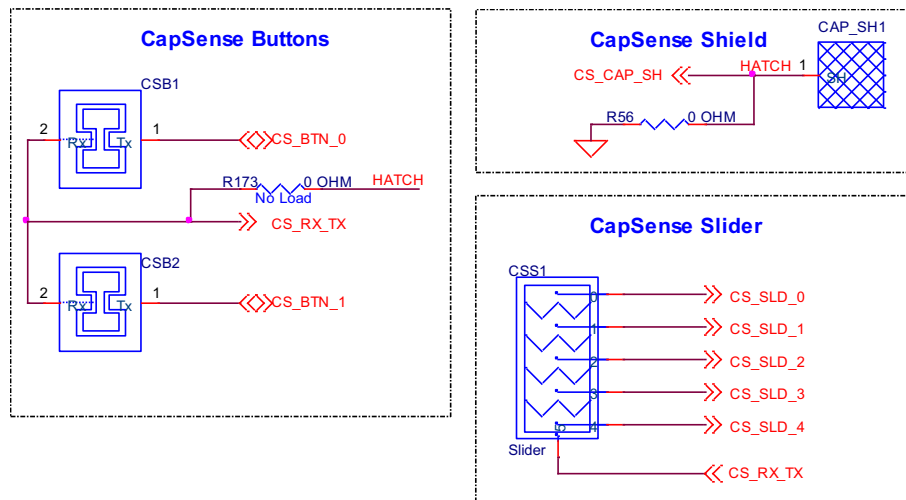 CapSense Buttons
CSB1
2
Rx
Tx
1
CS_BTN_0
R173
0 OHM
HATCH
No Load
CS_RX_TX
CSB2
2
Rx
Tx
1
CS_BTN_1
CapSense Shield
CAP_SH1
CS_CAP_SH
HATCH
1
SH
R56
0 OHM
CapSense Slider
CSS1
0
CS_SLD_0
1
CS_SLD_1
2
CS_SLD_2
3
CS_SLD_3
4
CS_SLD_4
Slider
CS_RX_TX